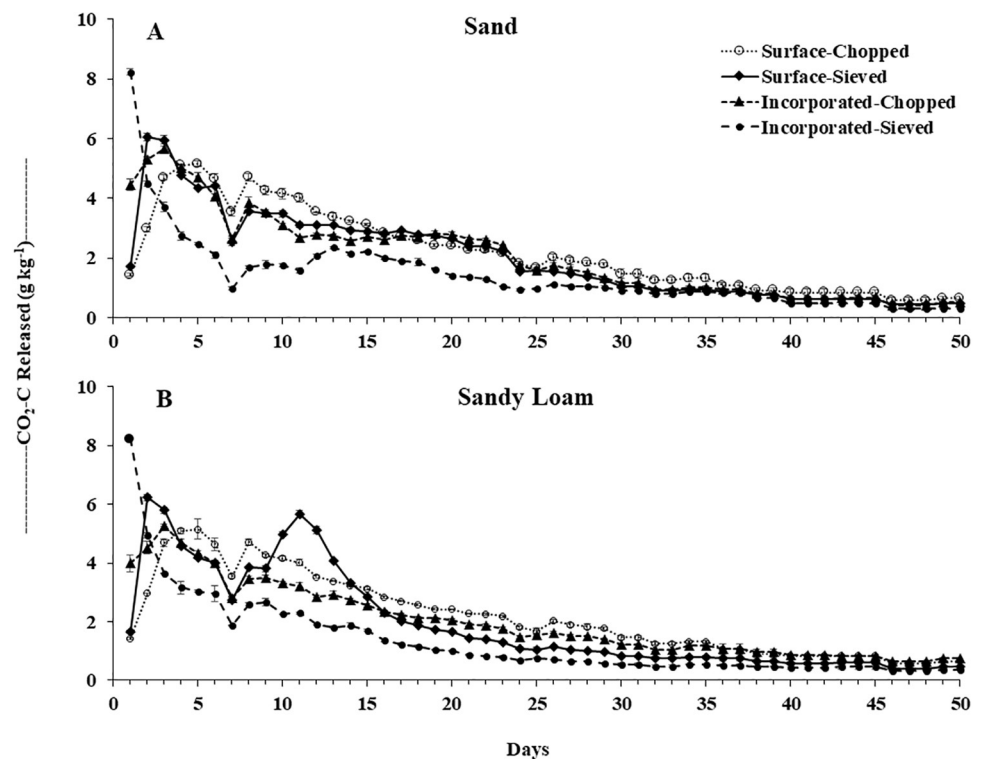 A
Sand
10
8
6
4
2
0
0 5 10 15 20 25 30 35 40 45 50
Surface-Chopped
Surface-Sieved
Incorporated-Chopped
Incorporated-Sieved
CO₂-C Released (g kg⁻¹)
B
Sandy Loam
10
8
6
4
2
0
0 5 10 15 20 25 30 35 40 45 50
Days